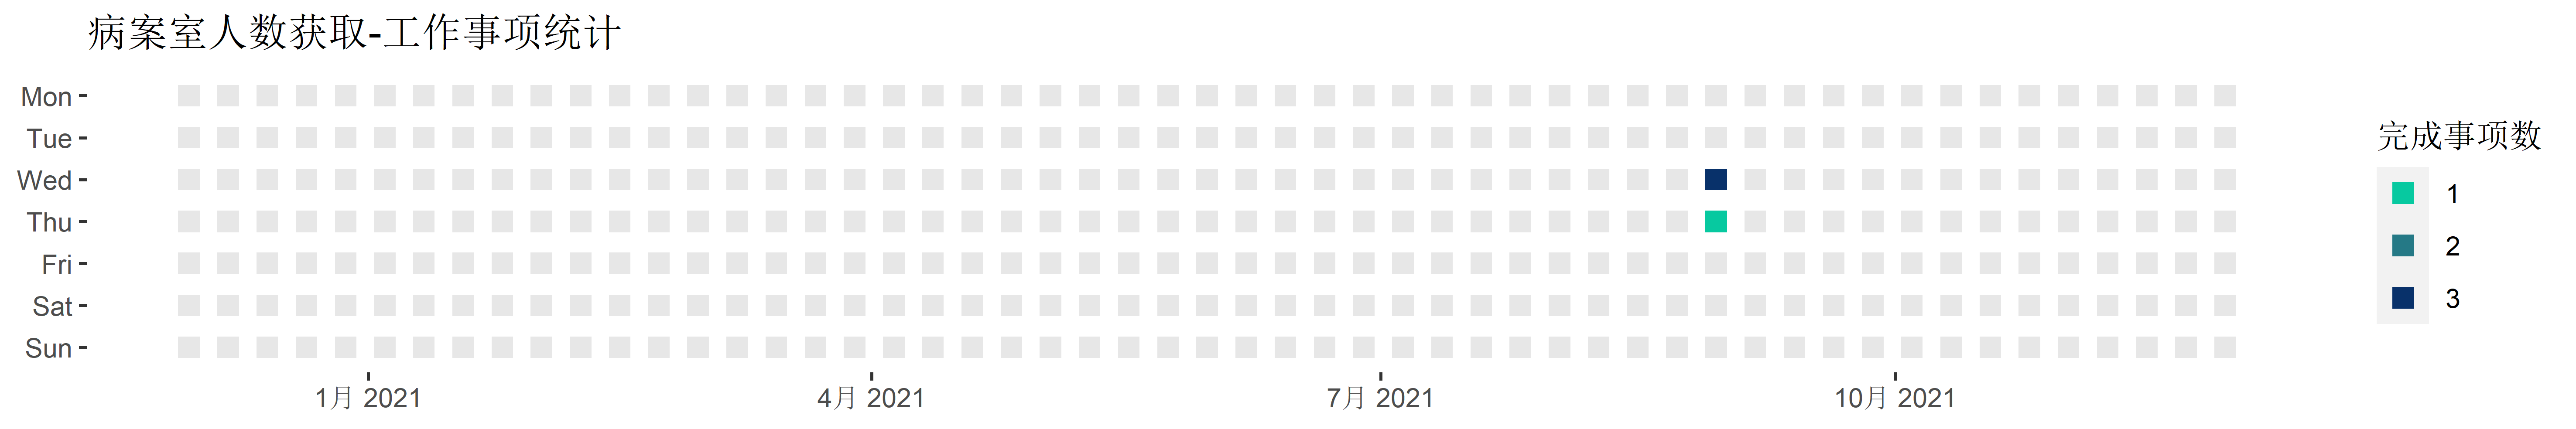 病案室人数获取-工作事项统计
Mon
Tue
Wed
Thu
Fri
Sat
Sun
1月 2021
4月 2021
7月 2021
10月 2021
完成事项数
1
2
3